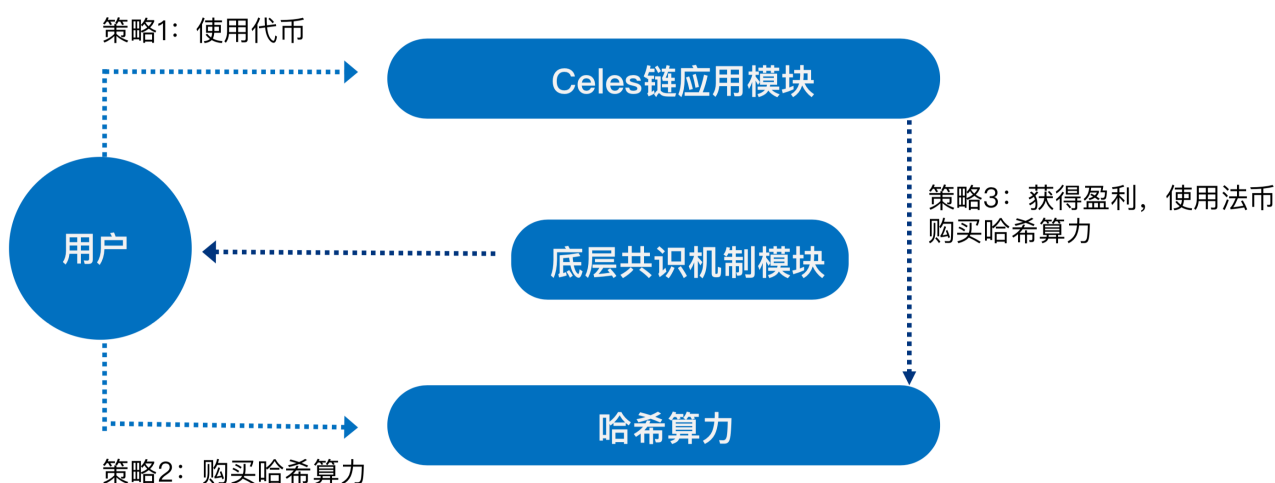 策略1：使用代币
Celes链应用模块
策略3：获得盈利，使用法币
购买哈希算力
用户
底层共识机制模块
哈希算力
策略2：购买哈希算力